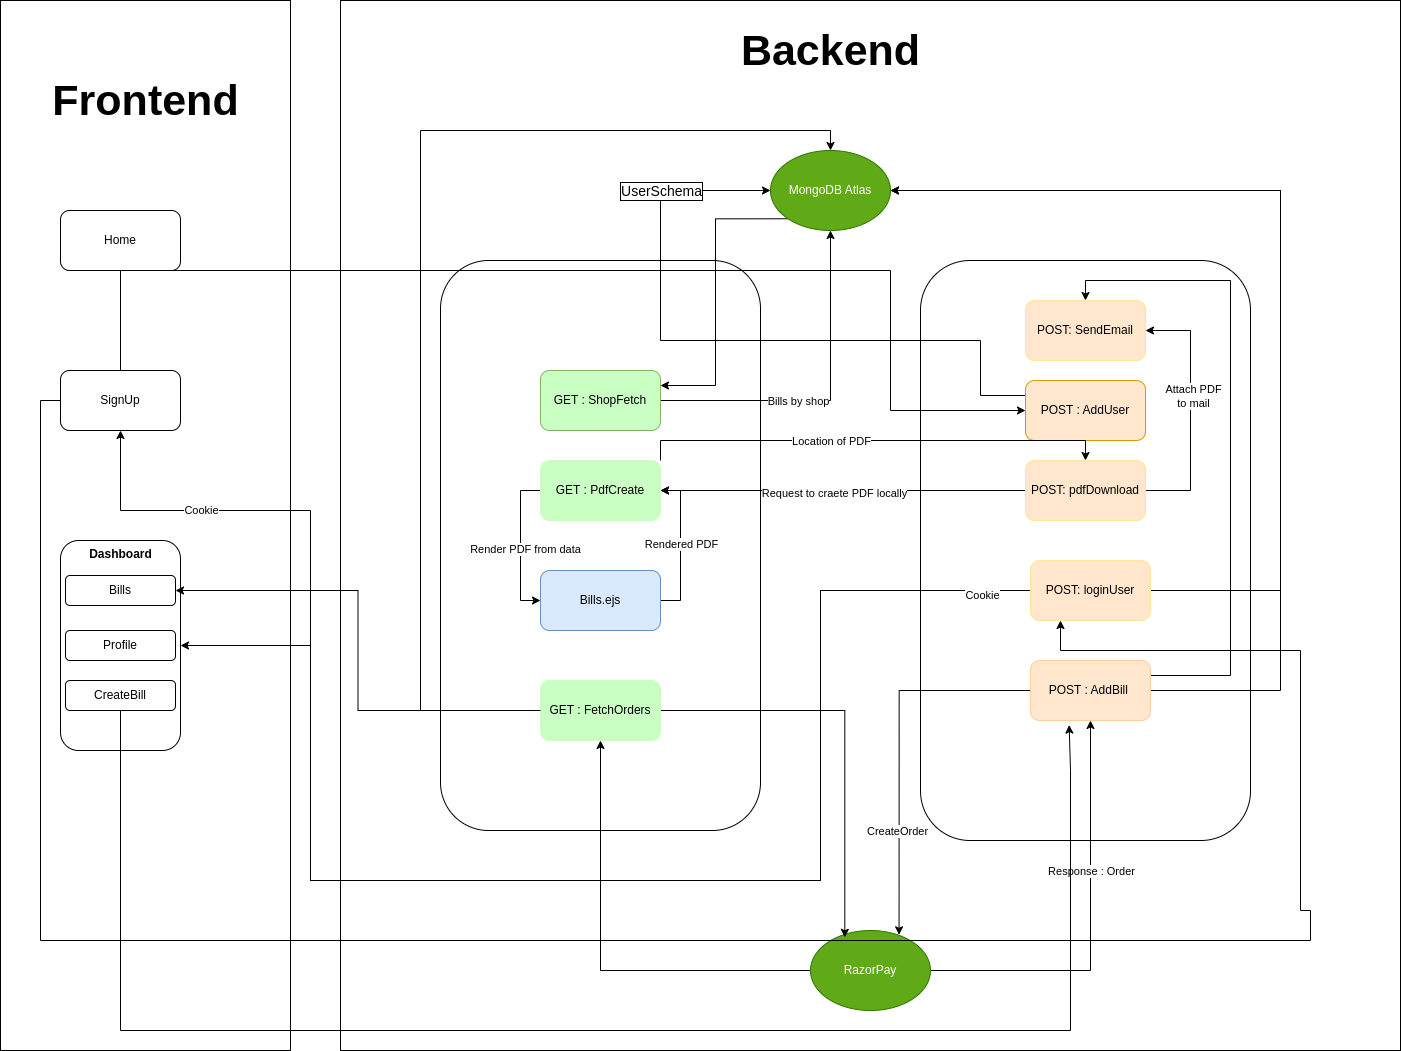 Frontend
Backend
Home
SignUp
Cookie
Dashboard
Bills
Profile
CreateBill
UserSchema
MongoDB Atlas
GET : ShopFetch
Bills by shop
Location of PDF
GET : PdfCreate
Request to craete PDF locally
Render PDF from data
Rendered PDF
Bills.ejs
GET : FetchOrders
POST: SendEmail
Attach PDF
to mail
POST : AddUser
POST: pdfDownload
Cookie
POST: loginUser
POST : AddBill
CreateOrder
Response : Order
RazorPay